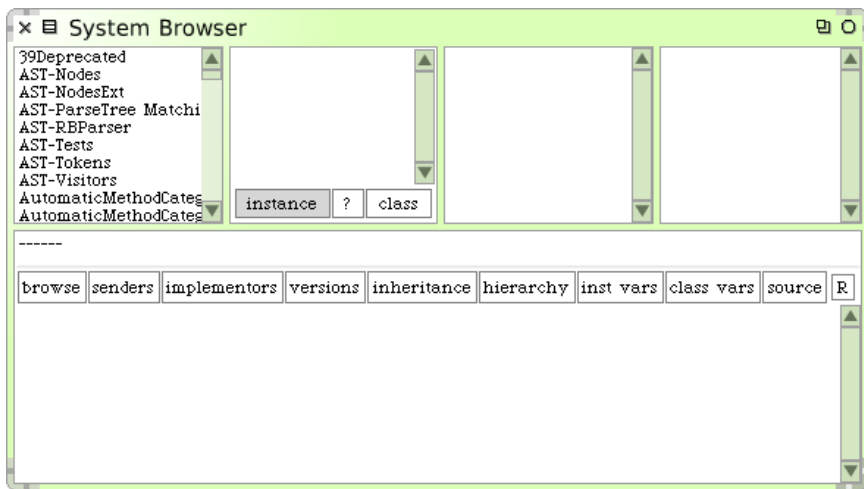 System Browser
39Deprecated
AST-Nodes
AST-NodesExt
AST-ParseTree Matchi
AST-RBParser
AST-Tests
AST-Tokens
AST-Visitors
AutomaticMethodCateg
AutomaticMethodCateg
instance ? class
------
browse senders implementors versions inheritance hierarchy inst vars class vars source R